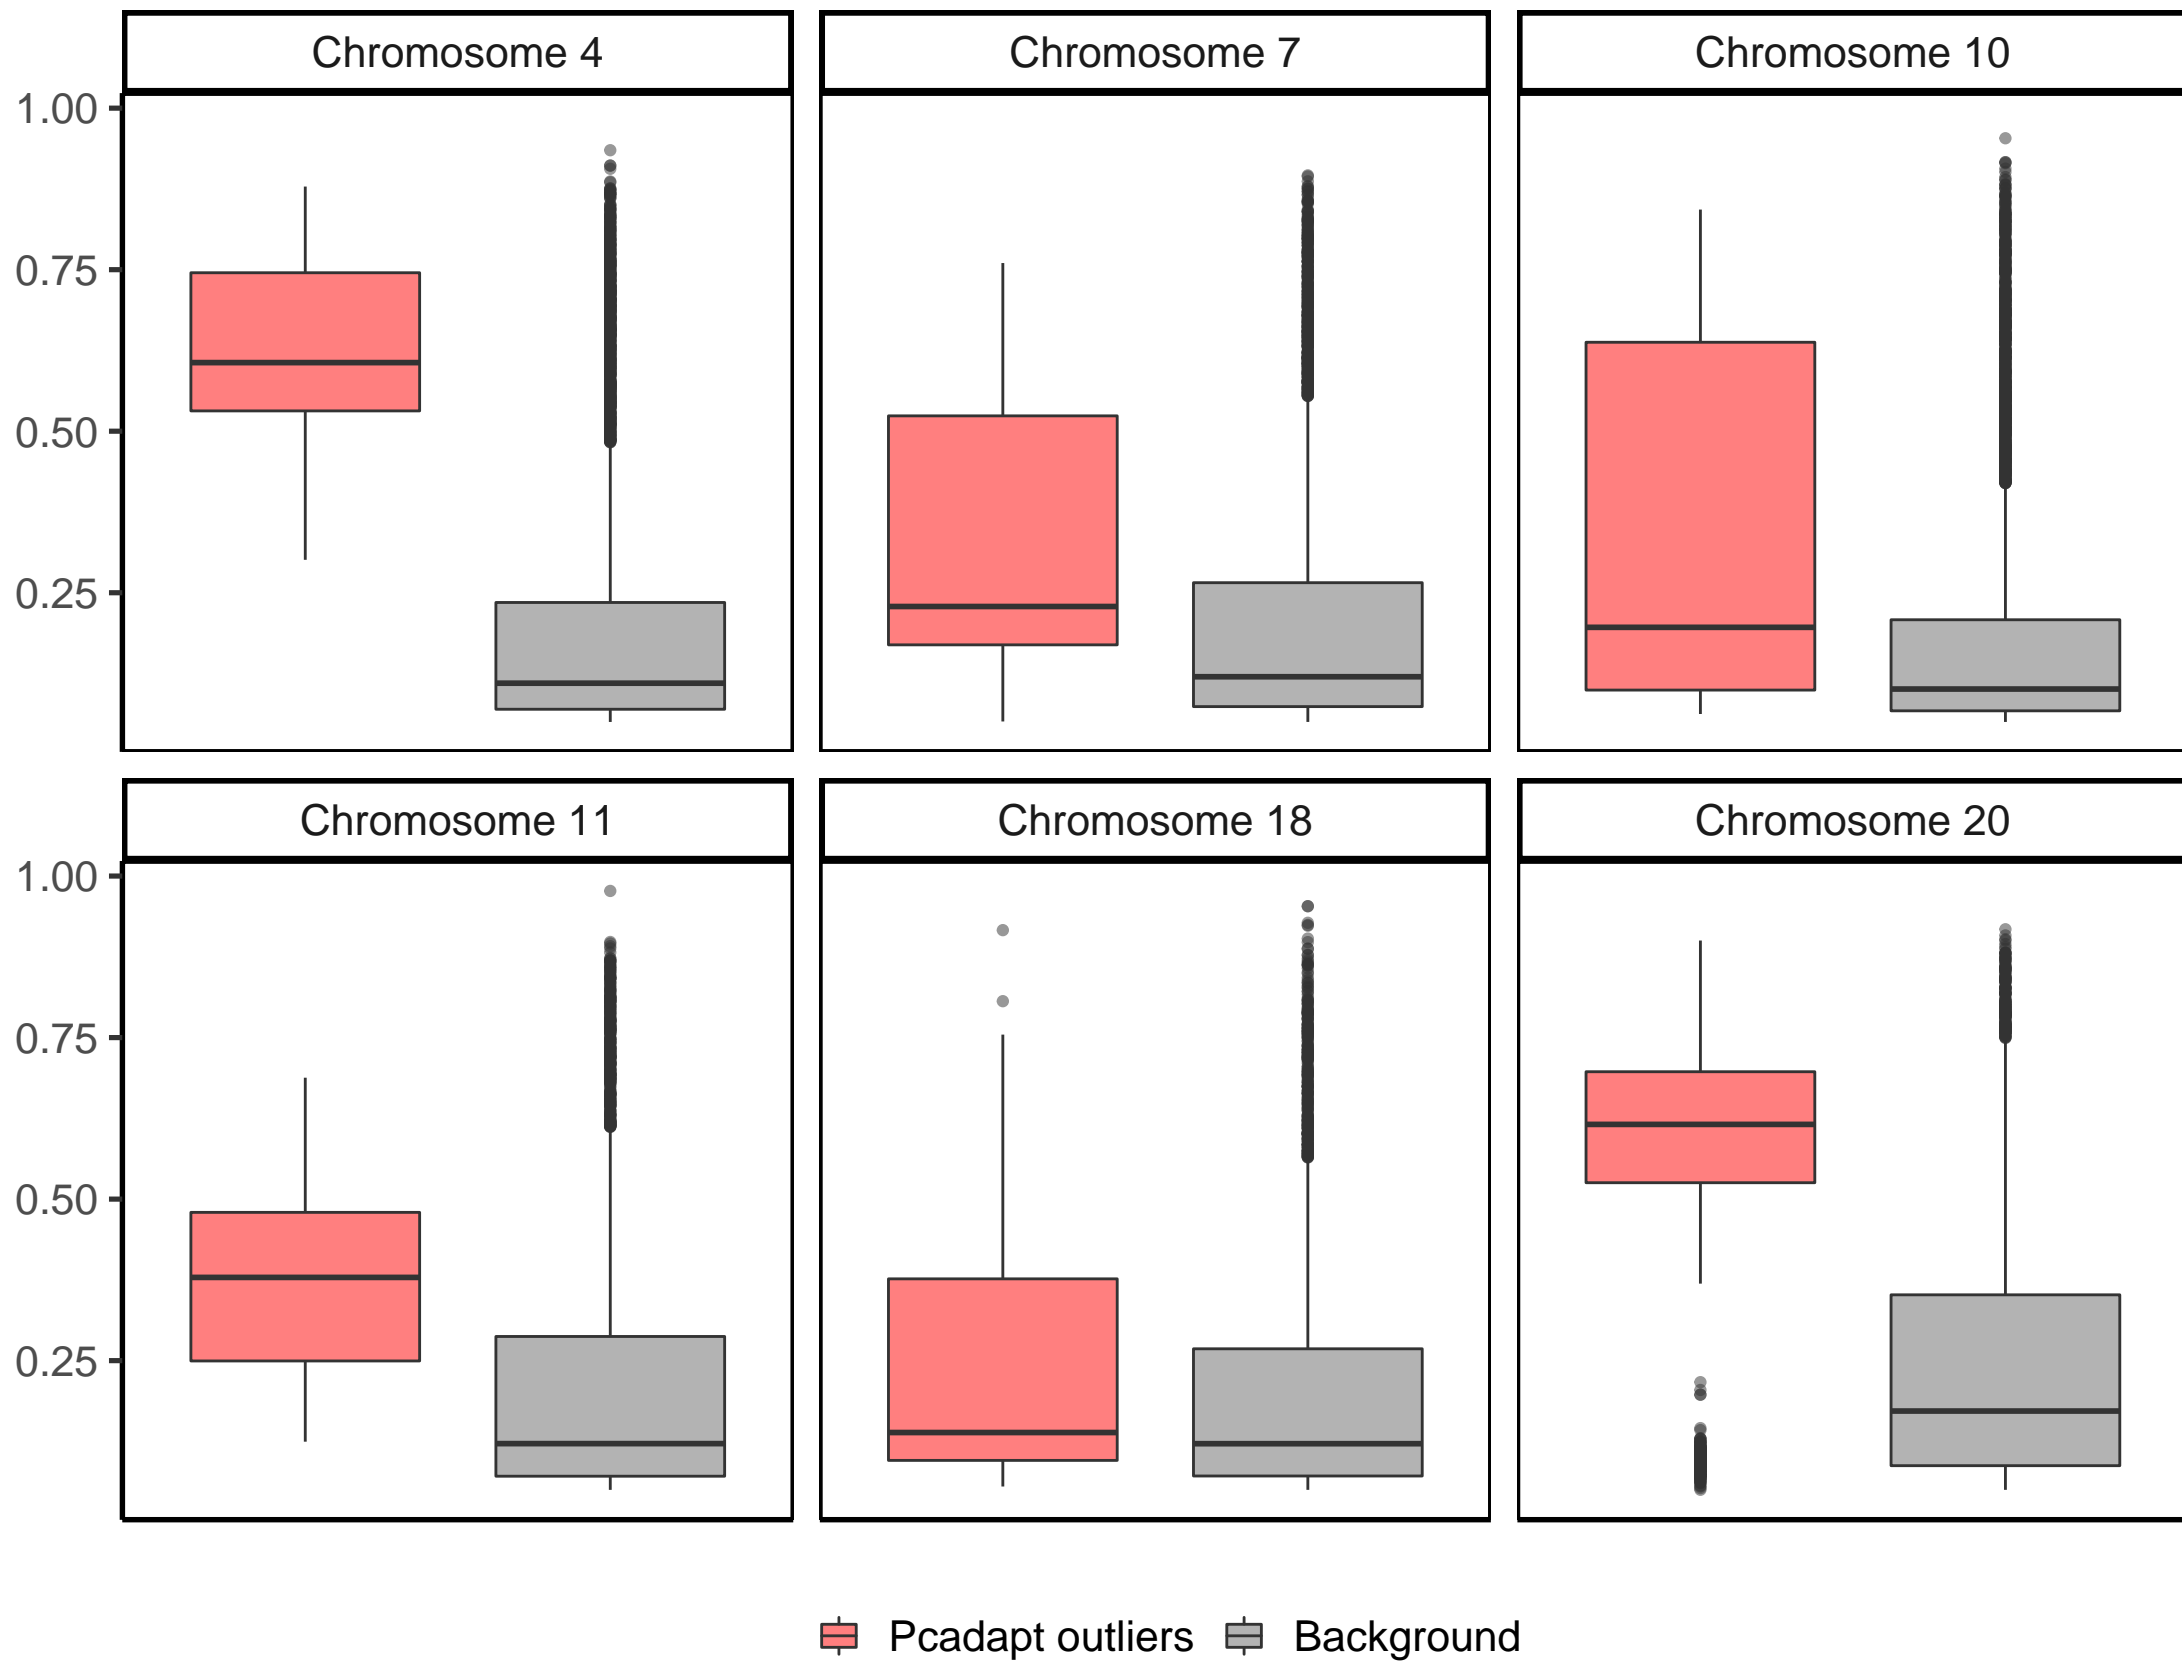 Chromosome 4
Chromosome 7
Chromosome 10
1.00
0.75
0.50
0.25
Chromosome 11
Chromosome 18
Chromosome 20
1.00
0.75
0.50
0.25
Pcadapt outliers
Background